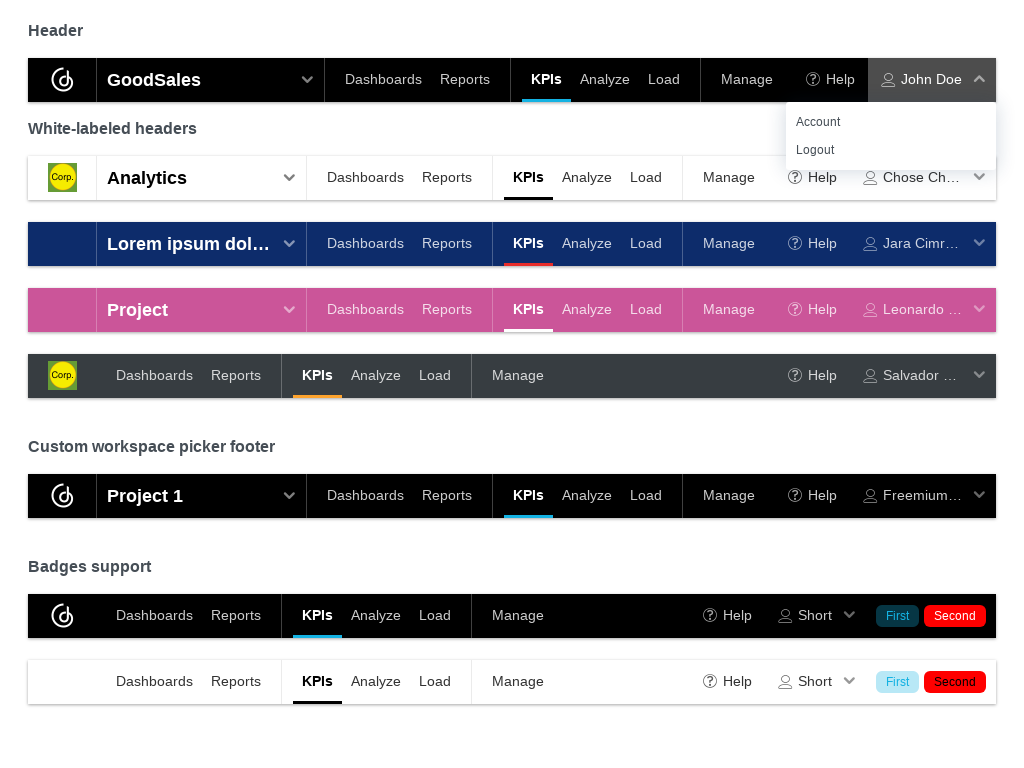 Header
GoodSales Dashboards Reports KPIs Analyze Load Manage Help John Doe
Account
Logout
White-labeled headers
Corp. Analytics Dashboards Reports KPIs Analyze Load Manage Help Chose Ch…
Lorem ipsum dol… Dashboards Reports KPIs Analyze Load Manage Help Jara Cimr…
Project Dashboards Reports KPIs Analyze Load Manage Help Leonardo …
Corp. Dashboards Reports KPIs Analyze Load Manage Help Salvador …
Custom workspace picker footer
Project 1 Dashboards Reports KPIs Analyze Load Manage Help Freemium…
Badges support
Dashboards Reports KPIs Analyze Load Manage Help Short First Second
Dashboards Reports KPIs Analyze Load Manage Help Short First Second